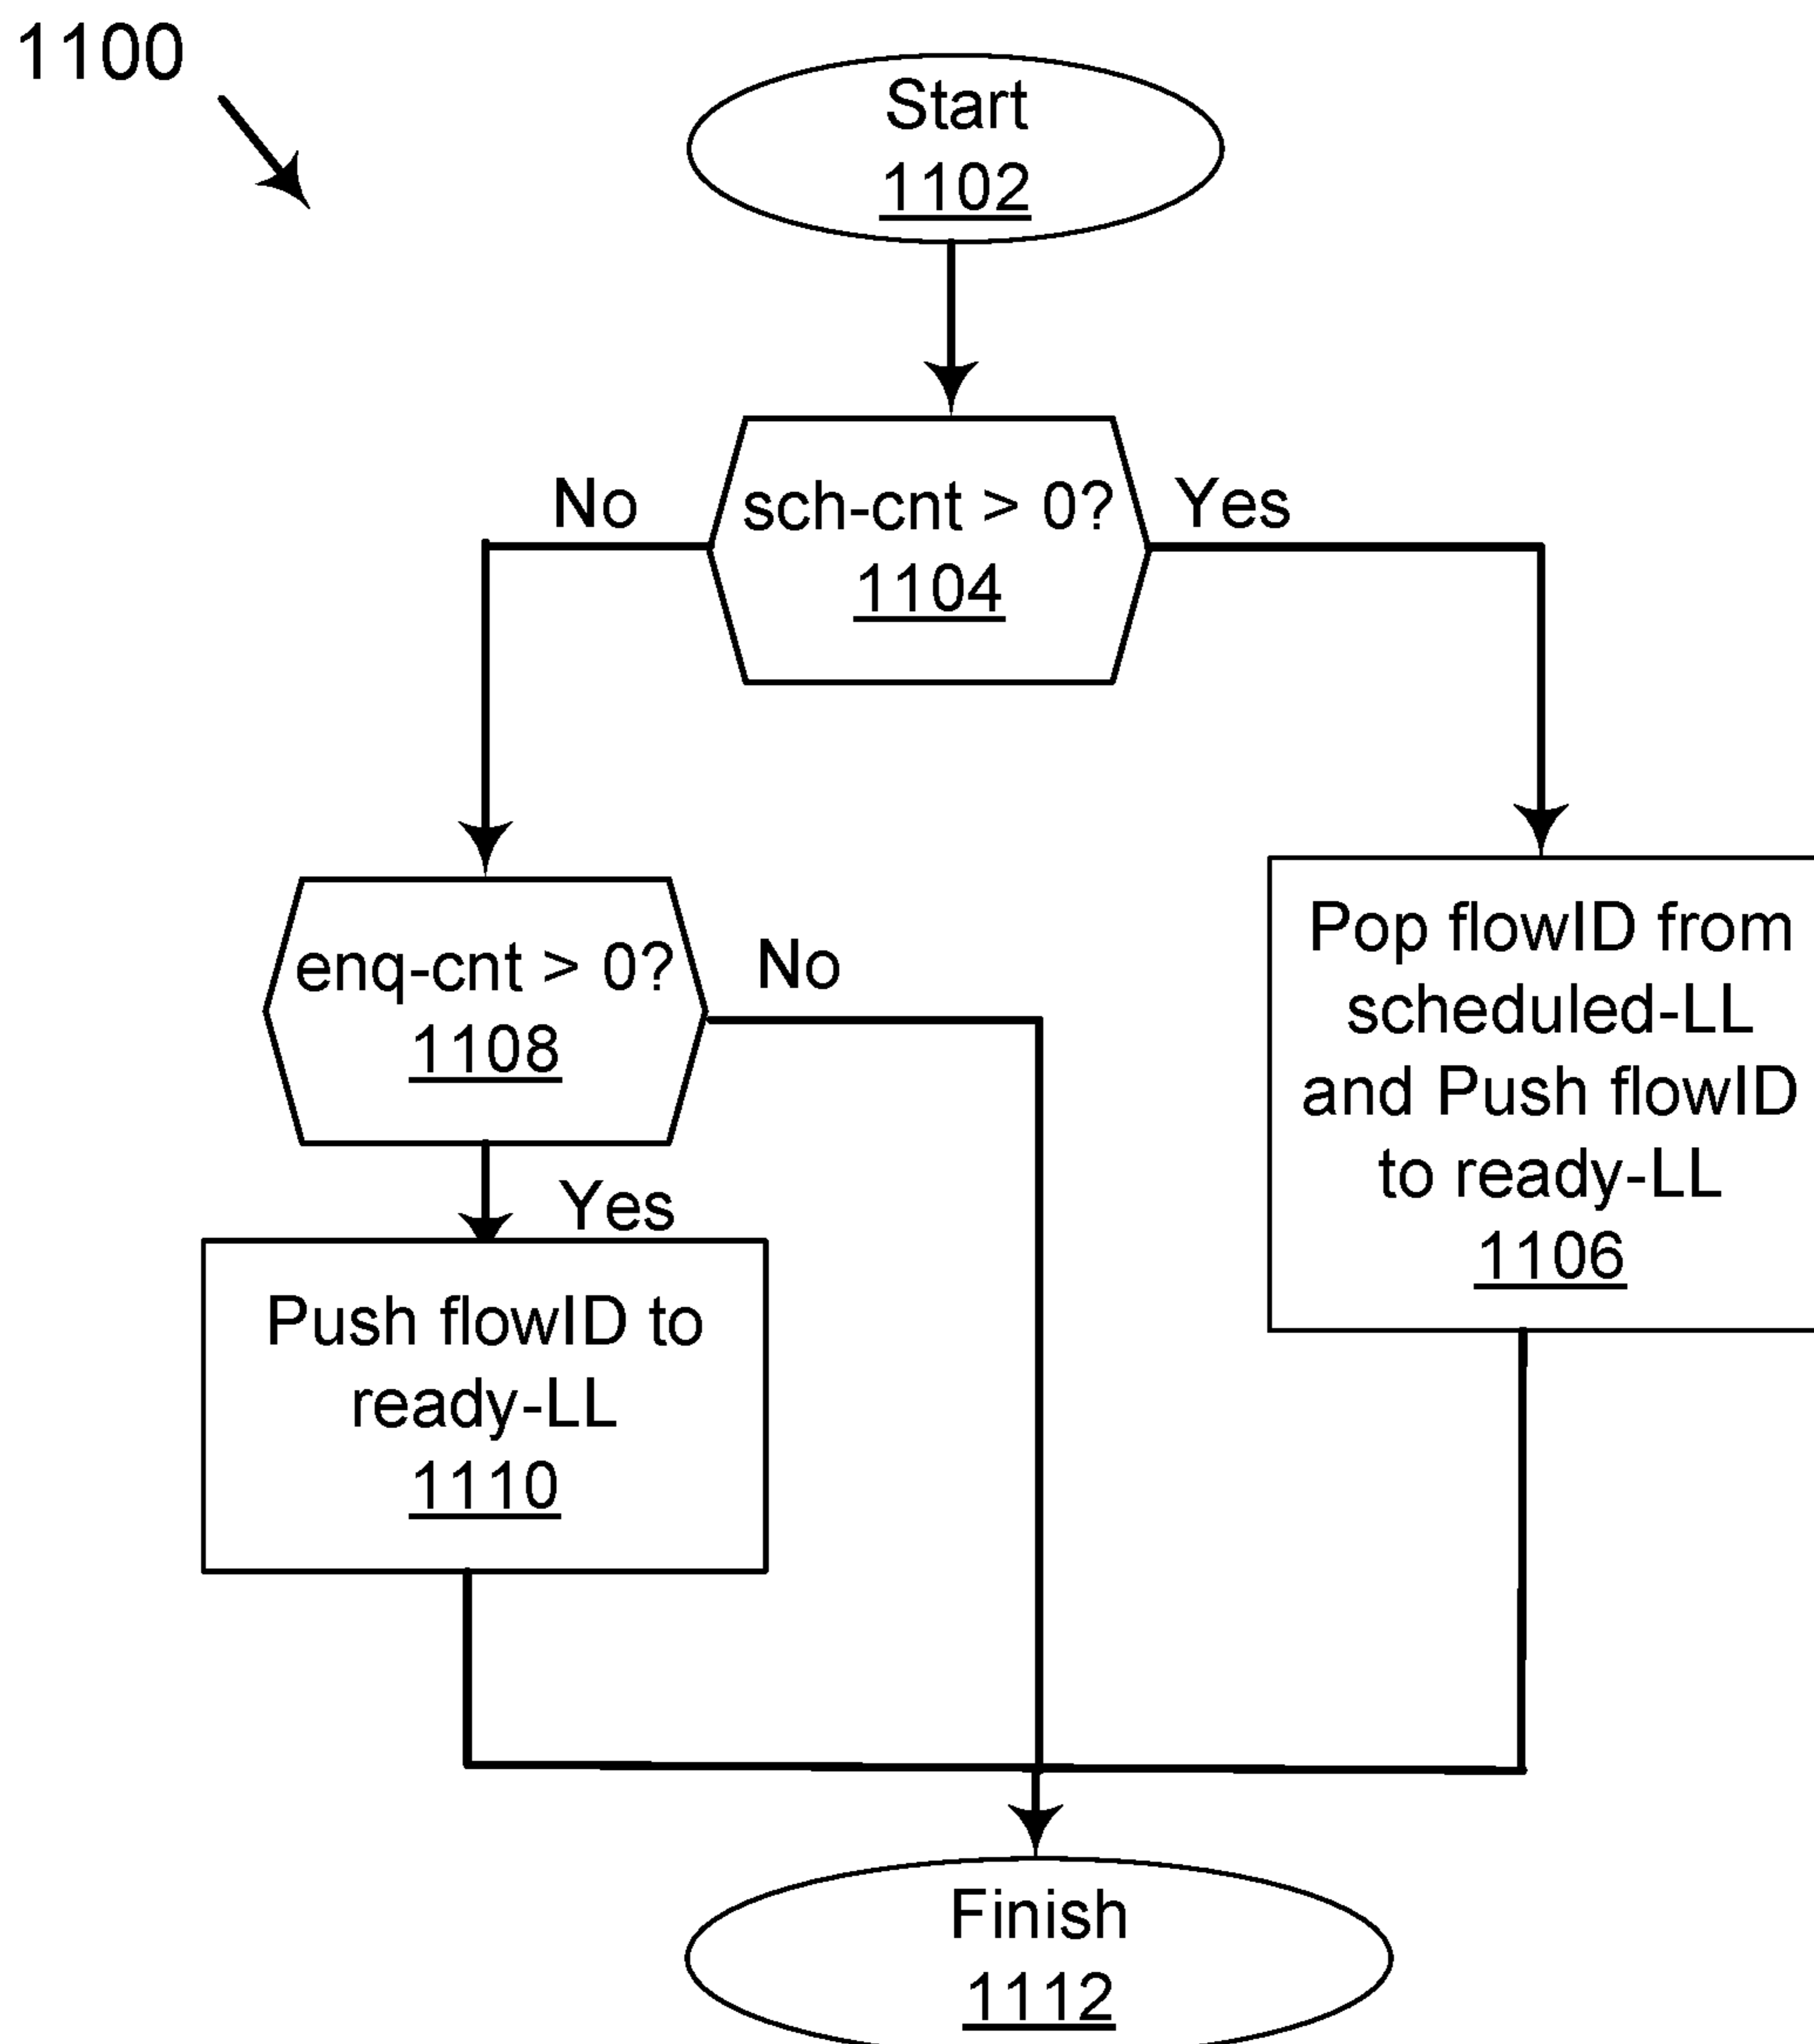 1100
Start
1102
No
sch-cnt > 0?
Yes
1104
enq-cnt > 0?
No
1108
Yes
Pop flowID from
scheduled-LL
and Push flowID
to ready-LL
1106
Push flowID to
ready-LL
1110
Finish
1112